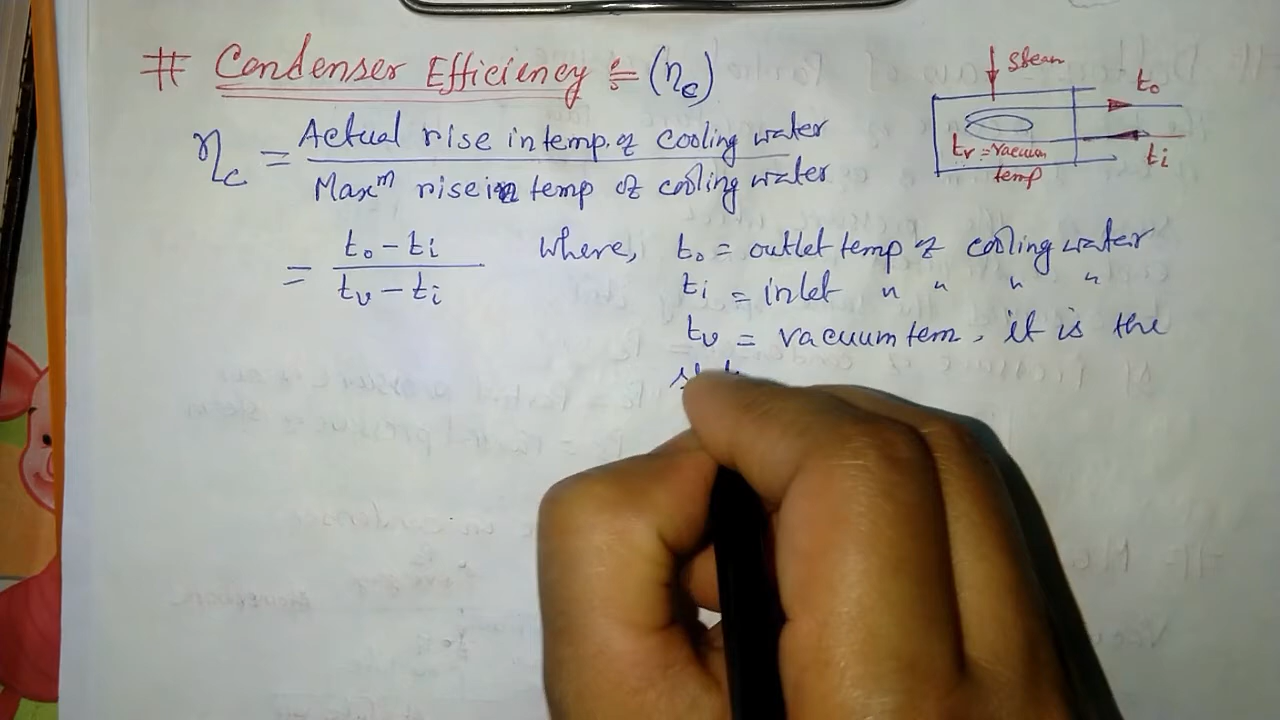 # Condenser Efficiency :- (ηc)
ηc = Actual rise in temp. of cooling water
Max^m rise in temp of cooling water
= to - ti
tv - ti
where, to = outlet temp of cooling water
ti = inlet " " " "
tv = vacuum tem, it is the
steam
to
tv = vacuum
temp
ti